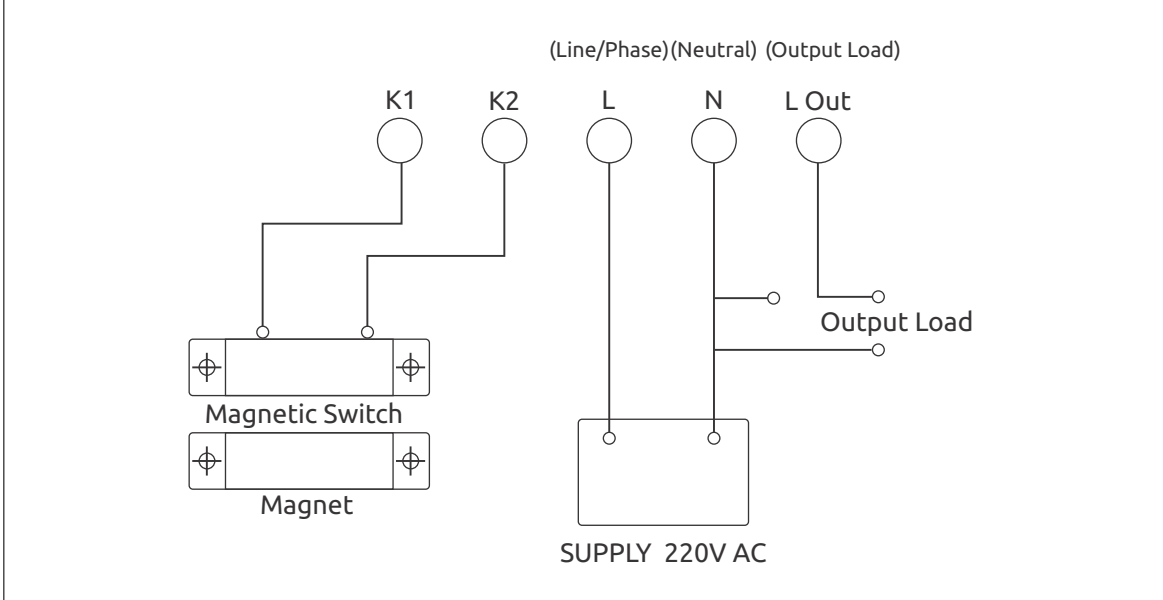 (Line/Phase) (Neutral) (Output Load)
K1 K2 L N L Out
Output Load
Magnetic Switch
Magnet
SUPPLY 220V AC